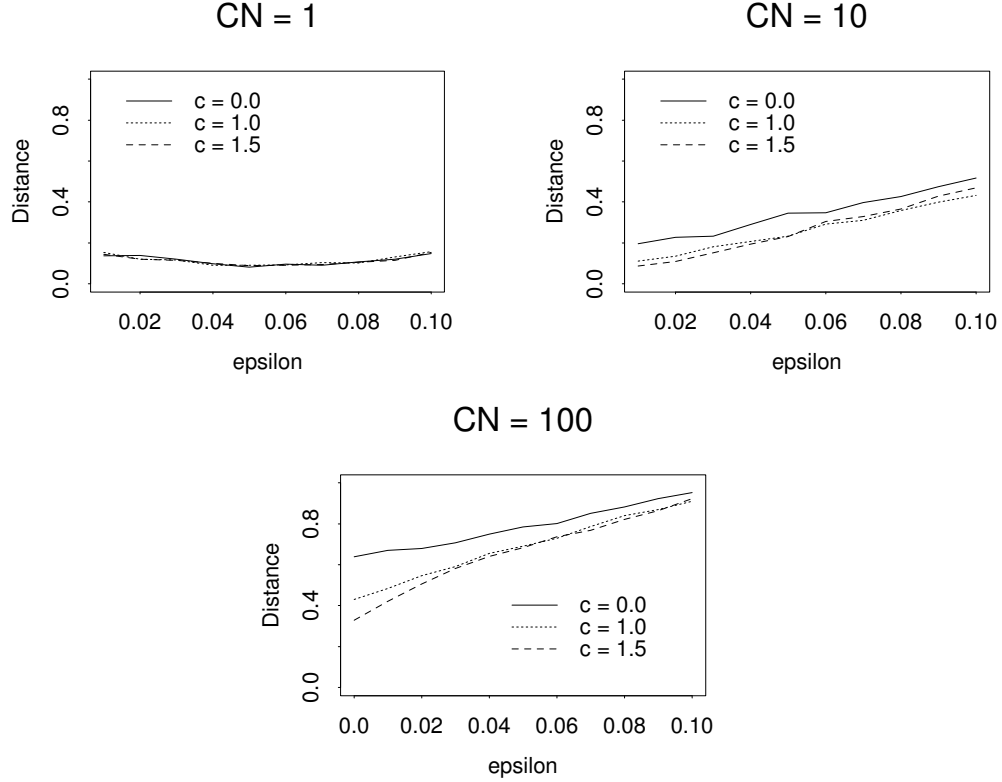 CN = 1
Distance
0.8
0.4
0.0
c = 0.0
c = 1.0
c = 1.5
0.02 0.04 0.06 0.08 0.10
epsilon
CN = 10
Distance
0.8
0.4
0.0
c = 0.0
c = 1.0
c = 1.5
0.02 0.04 0.06 0.08 0.10
epsilon
CN = 100
Distance
0.8
0.4
0.0
c = 0.0
c = 1.0
c = 1.5
0.0 0.02 0.04 0.06 0.08 0.10
epsilon